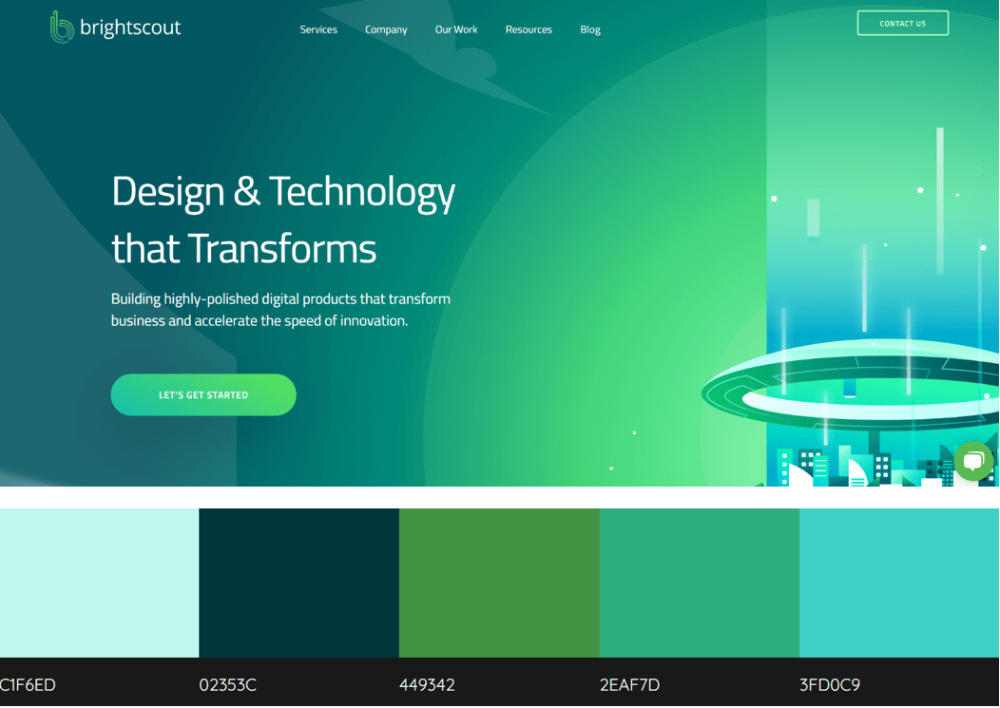 brightscout
Services Company Our Work Resources Blog
CONTACT US
Design & Technology
that Transforms
Building highly-polished digital products that transform
business and accelerate the speed of innovation.
LET'S GET STARTED
C1F6ED 02353C 449342 2EAF7D 3FD0C9